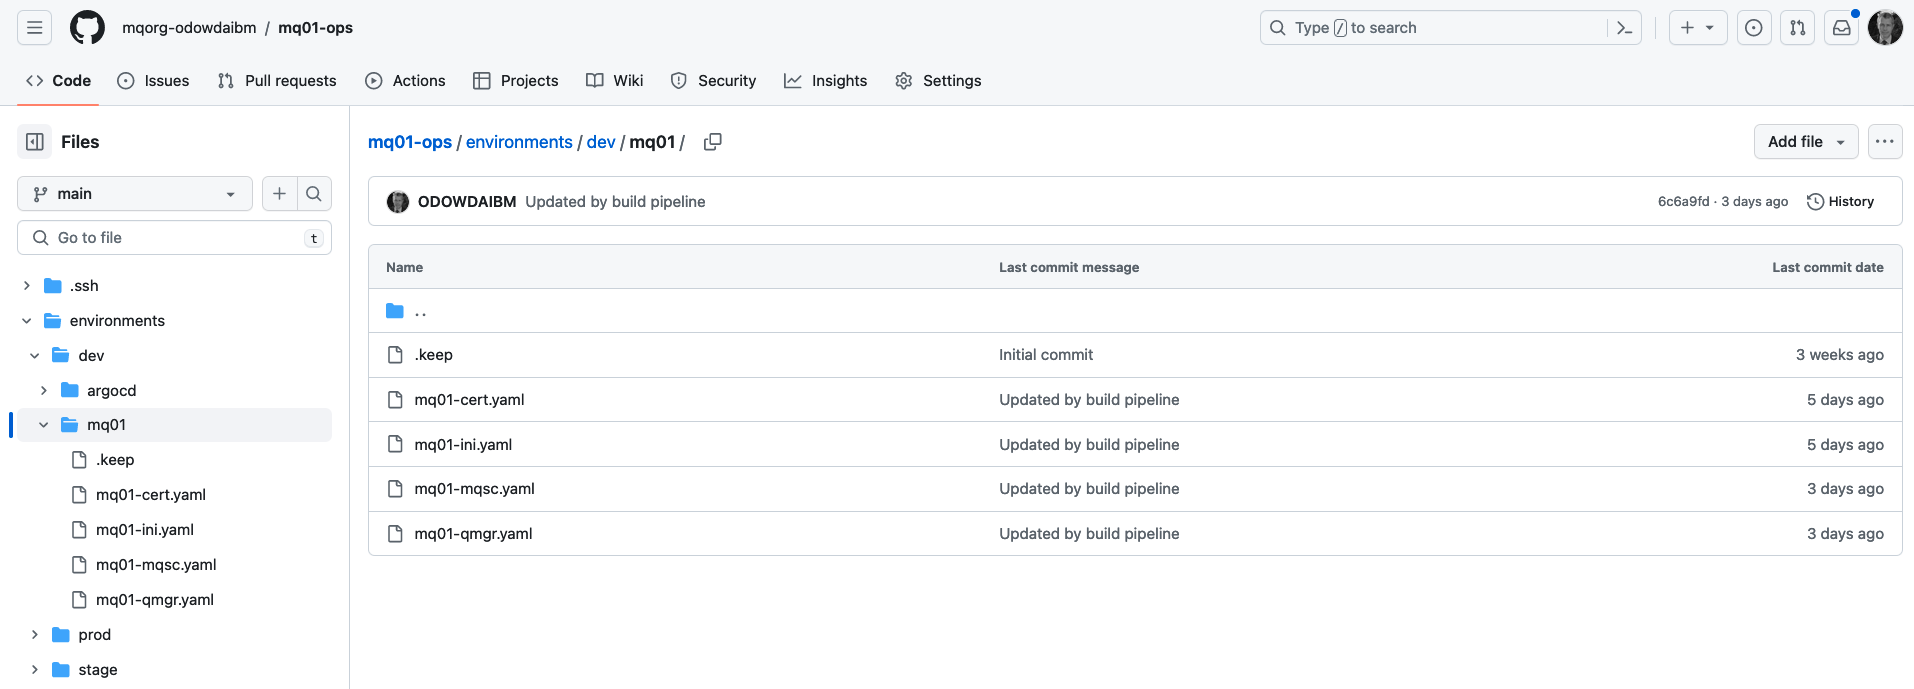 mqorg-odowdaibm / mq01-ops
Type / to search
Code Issues Pull requests Actions Projects Wiki Security Insights Settings
Files
main
Go to file t
.ssh
environments
dev
argocd
mq01
.keep
mq01-cert.yaml
mq01-ini.yaml
mq01-mqsc.yaml
mq01-qmgr.yaml
prod
stage
mq01-ops / environments / dev / mq01 /
Add file
ODOWDAIBM Updated by build pipeline 6c6a9fd · 3 days ago History
Name Last commit message Last commit date
..
.keep Initial commit 3 weeks ago
mq01-cert.yaml Updated by build pipeline 5 days ago
mq01-ini.yaml Updated by build pipeline 5 days ago
mq01-mqsc.yaml Updated by build pipeline 3 days ago
mq01-qmgr.yaml Updated by build pipeline 3 days ago